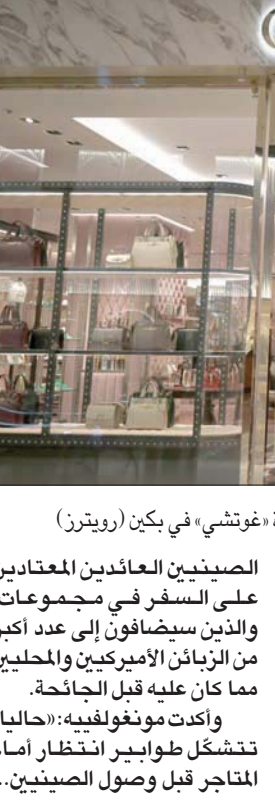 ة «غوتشي» في بكين (رويترز)
الصينيين العائدين المعتادين
على السفر في مجموعات
والذين سيضافون إلى عدد أكبر
من الزبائن الأميركيين والمحليين
مما كان عليه قبل الجائحة.
وأكدت مونغولفييه: «حاليا
تتشكّل طوابير انتظار أمام
المتاجر قبل وصول الصينيين..